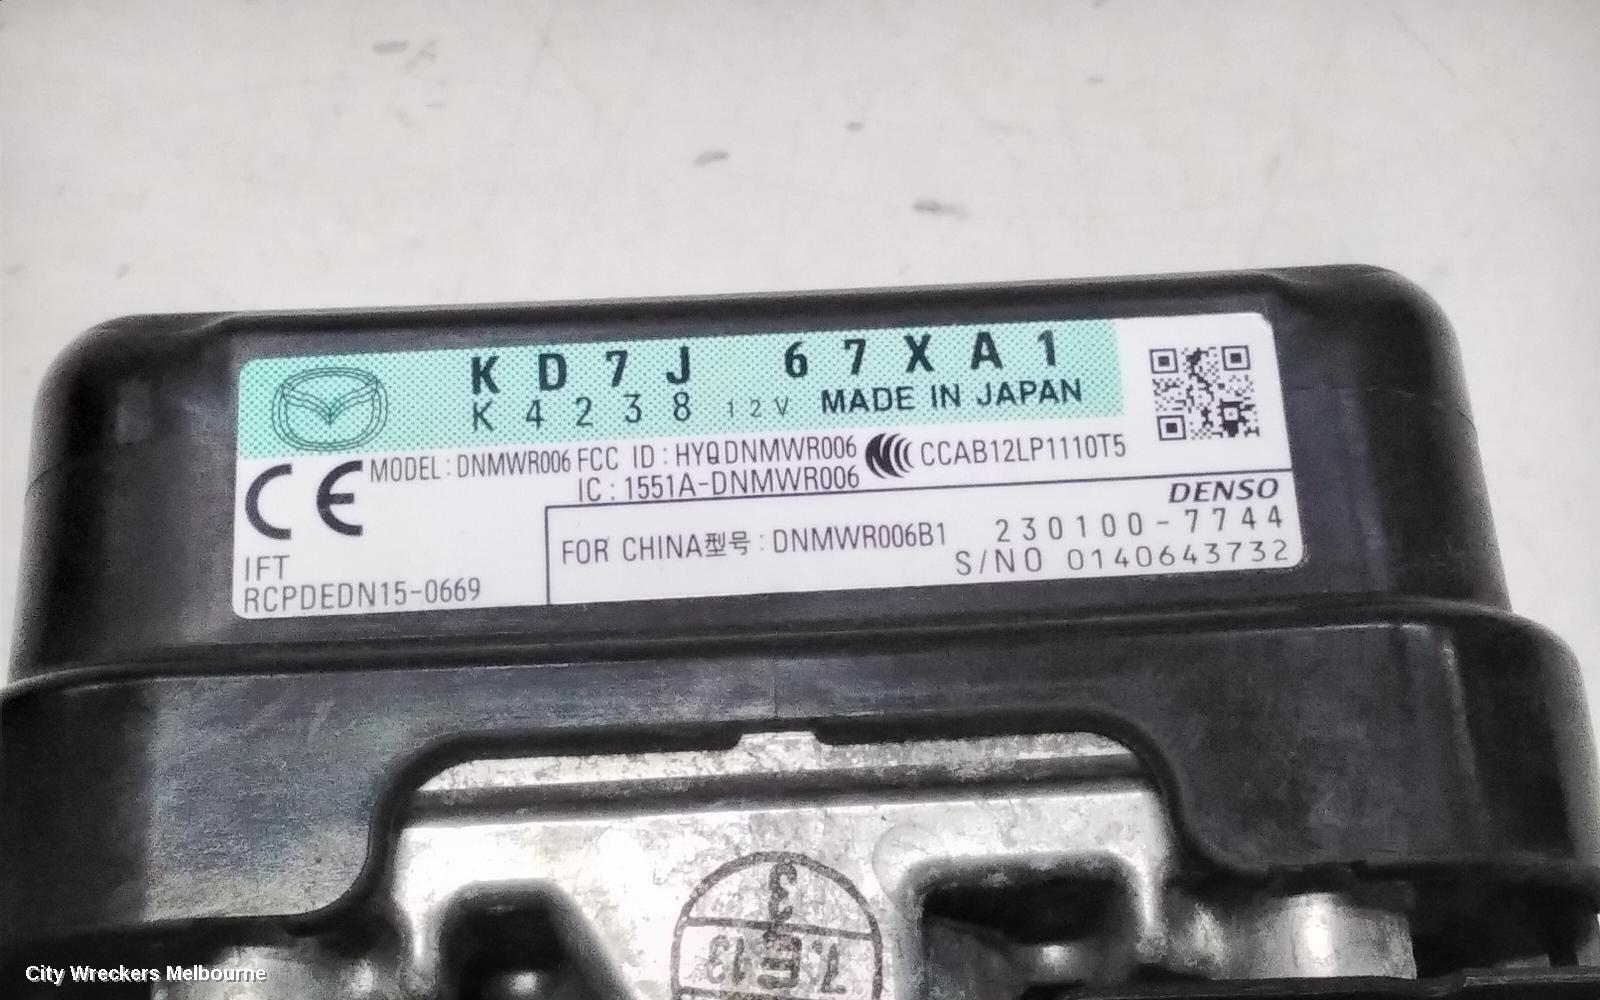 KD7J 67XA1
K4238 12V MADE IN JAPAN
CE MODEL : DNMWR006 FCC ID : HYQDNMWR006 CCAB12LP1110T5
IC : 1551A-DNMWR006
DENSO
FOR CHINA型号 : DNMWR006B1 230100-7744
S/NO 0140643732
IFT
RCPDEDN15-0669
3
City Wreckers Melbourne